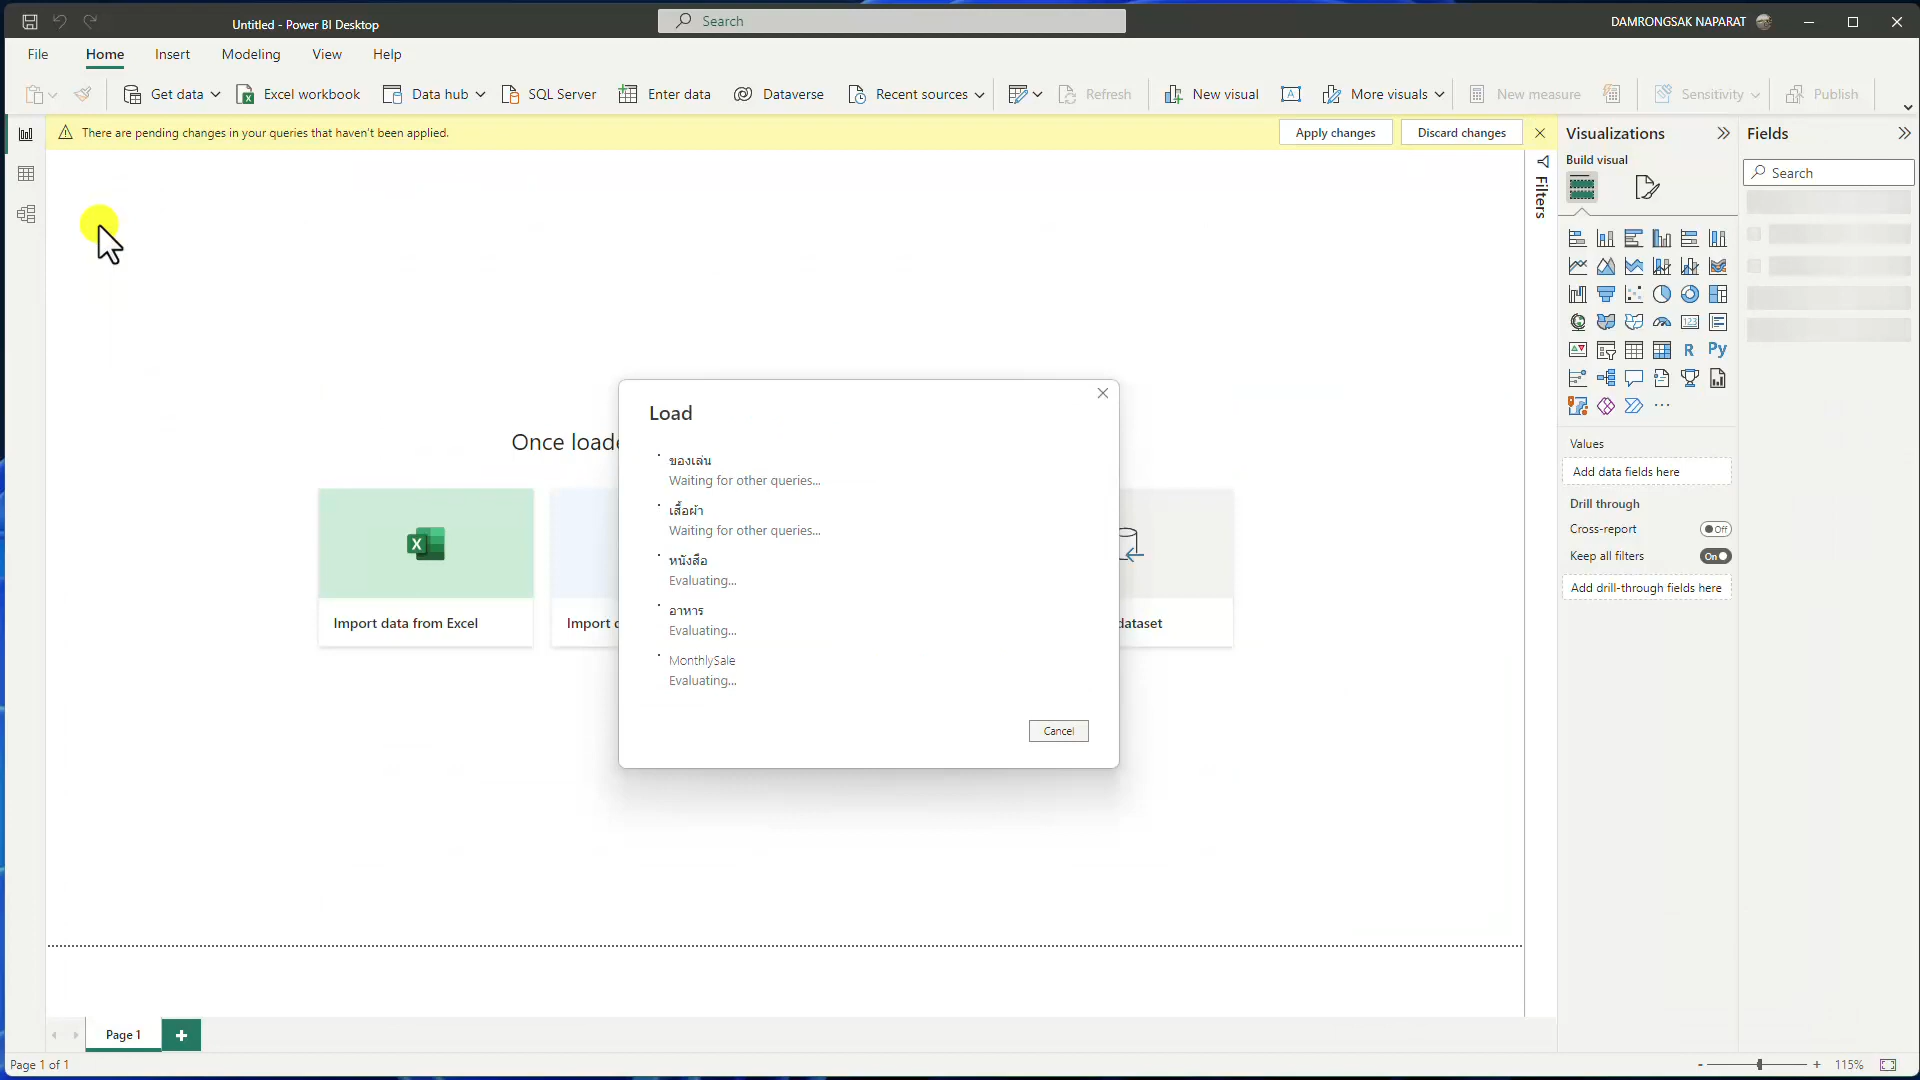 Untitled - Power BI Desktop
Search
DAMRONGSAK NAPARAT
File
Home
Insert
Modeling
View
Help
Get data
Excel workbook
Data hub
SQL Server
Enter data
Dataverse
Recent sources
Refresh
New visual
More visuals
New measure
Sensitivity
Publish
There are pending changes in your queries that haven't been applied.
Apply changes
Discard changes
Filters
Visualizations
Build visual
R
Py
123
Values
Add data fields here
Drill through
Cross-report
Off
Keep all filters
On
Add drill-through fields here
Fields
Search
Once loade
Import data from Excel
Import d
dataset
Load
ของเล่น
Waiting for other queries...
เสื้อผ้า
Waiting for other queries...
หนังสือ
Evaluating...
อาหาร
Evaluating...
MonthlySale
Evaluating...
Cancel
Page 1
Page 1 of 1
115%